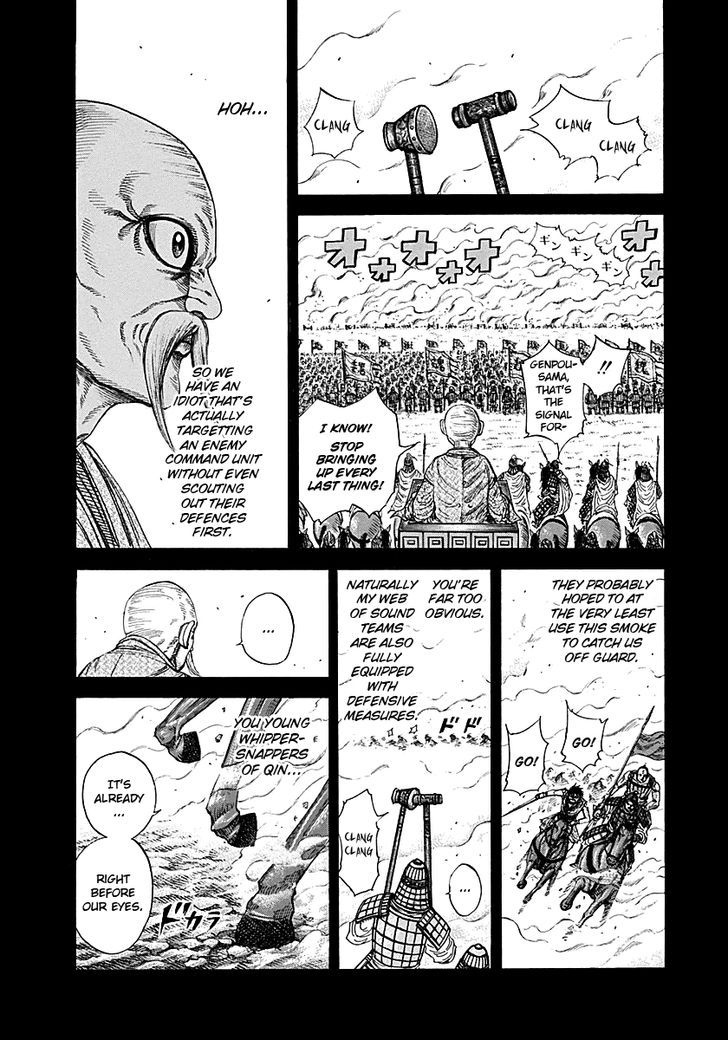 CLANG
CLANG
CLANG
HOH...
SO WE
HAVE AN
IDIOT THAT'S
ACTUALLY
TARGETTING
AN ENEMY
COMMAND UNIT
WITHOUT EVEN
SCOUTING
OUT THEIR
DEFENCES
FIRST.
オ
オ
オ
オ
オ
オ
ギン
ギン
ギン
!!
GENPOU-
SAMA,
THAT'S
THE
SIGNAL
FOR-
I KNOW!
STOP
BRINGING
UP EVERY
LAST THING!
魏
魏
魏
...
YOU YOUNG
WHIPPER-
SNAPPERS
OF QIN...
IT'S
ALREADY
...
RIGHT
BEFORE
OUR EYES.
ドカラ
YOU'RE
FAR TOO
OBVIOUS.
NATURALLY
MY WEB
OF SOUND
TEAMS
ARE ALSO
FULLY
EQUIPPED
WITH
DEFENSIVE
MEASURES.
ドドド
CLANG
CLANG
...
THEY PROBABLY
HOPED TO AT
THE VERY LEAST
USE THIS SMOKE
TO CATCH US
OFF GUARD.
GO!
GO!